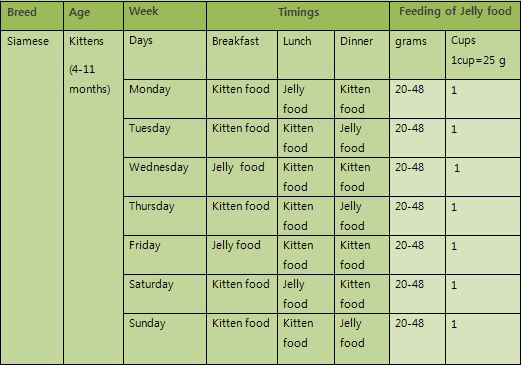 Breed Age Week Timings Feeding of Jelly food
Siamese Kittens (4-11 months) Days Breakfast Lunch Dinner grams Cups 1cup=25 g
Monday Kitten food Jelly food Kitten food 20-48 1
Tuesday Kitten food Kitten food Jelly food 20-48 1
Wednesday Jelly food Kitten food Kitten food 20-48 1
Thursday Kitten food Kitten food Jelly food 20-48 1
Friday Jelly food Kitten food Kitten food 20-48 1
Saturday Kitten food Jelly food Kitten food 20-48 1
Sunday Kitten food Kitten food Jelly food 20-48 1